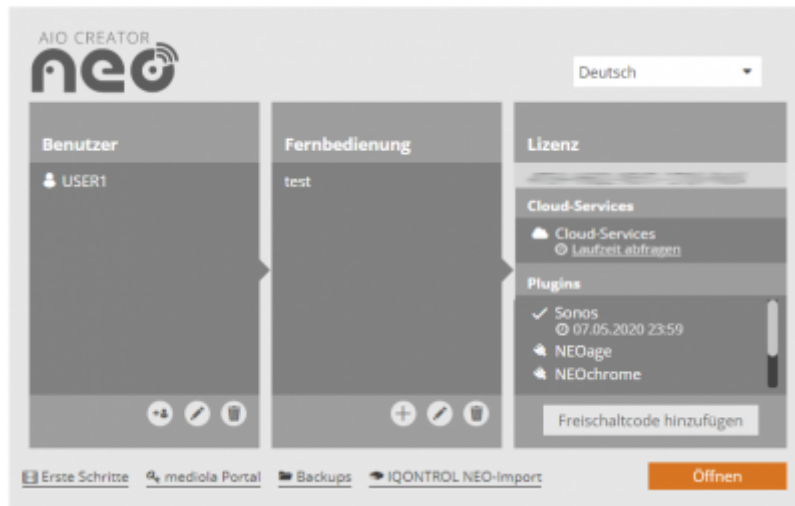 AIO CREATOR
neo
Deutsch
Benutzer
USER1
Fernbedienung
test
Lizenz
Cloud-Services
Cloud-Services
Laufzeit abfragen
Plugins
Sonos
07.05.2020 23:59
NEOage
NEOchrome
Freischaltcode hinzufügen
Erste Schritte mediola Portal Backups IQONTROL NEO-Import
Öffnen